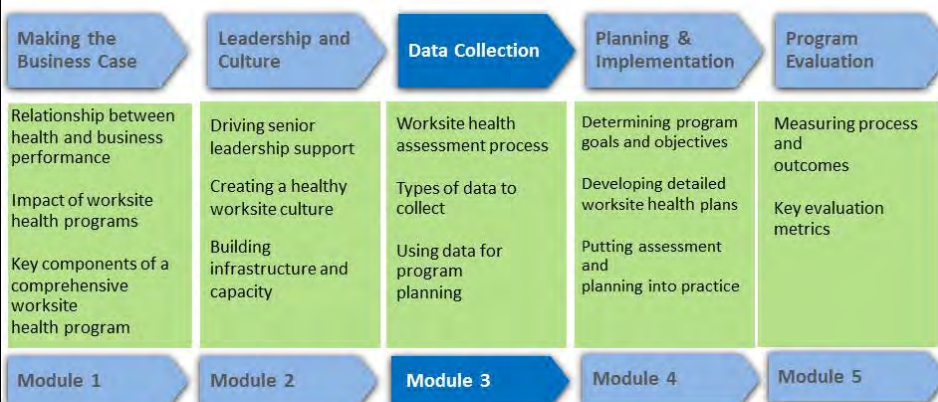 Making the
Business Case
Leadership and
Culture
Data Collection
Planning &
Implementation
Program
Evaluation
Relationship between
health and business
performance
Impact of worksite
health programs
Key components of a
comprehensive
worksite
health program
Driving senior
leadership support
Creating a healthy
worksite culture
Building
infrastructure and
capacity
Worksite health
assessment process
Types of data to
collect
Using data for
program
planning
Determining program
goals and objectives
Developing detailed
worksite health plans
Putting assessment
and
planning into practice
Measuring process
and
outcomes
Key evaluation
metrics
Module 1
Module 2
Module 3
Module 4
Module 5